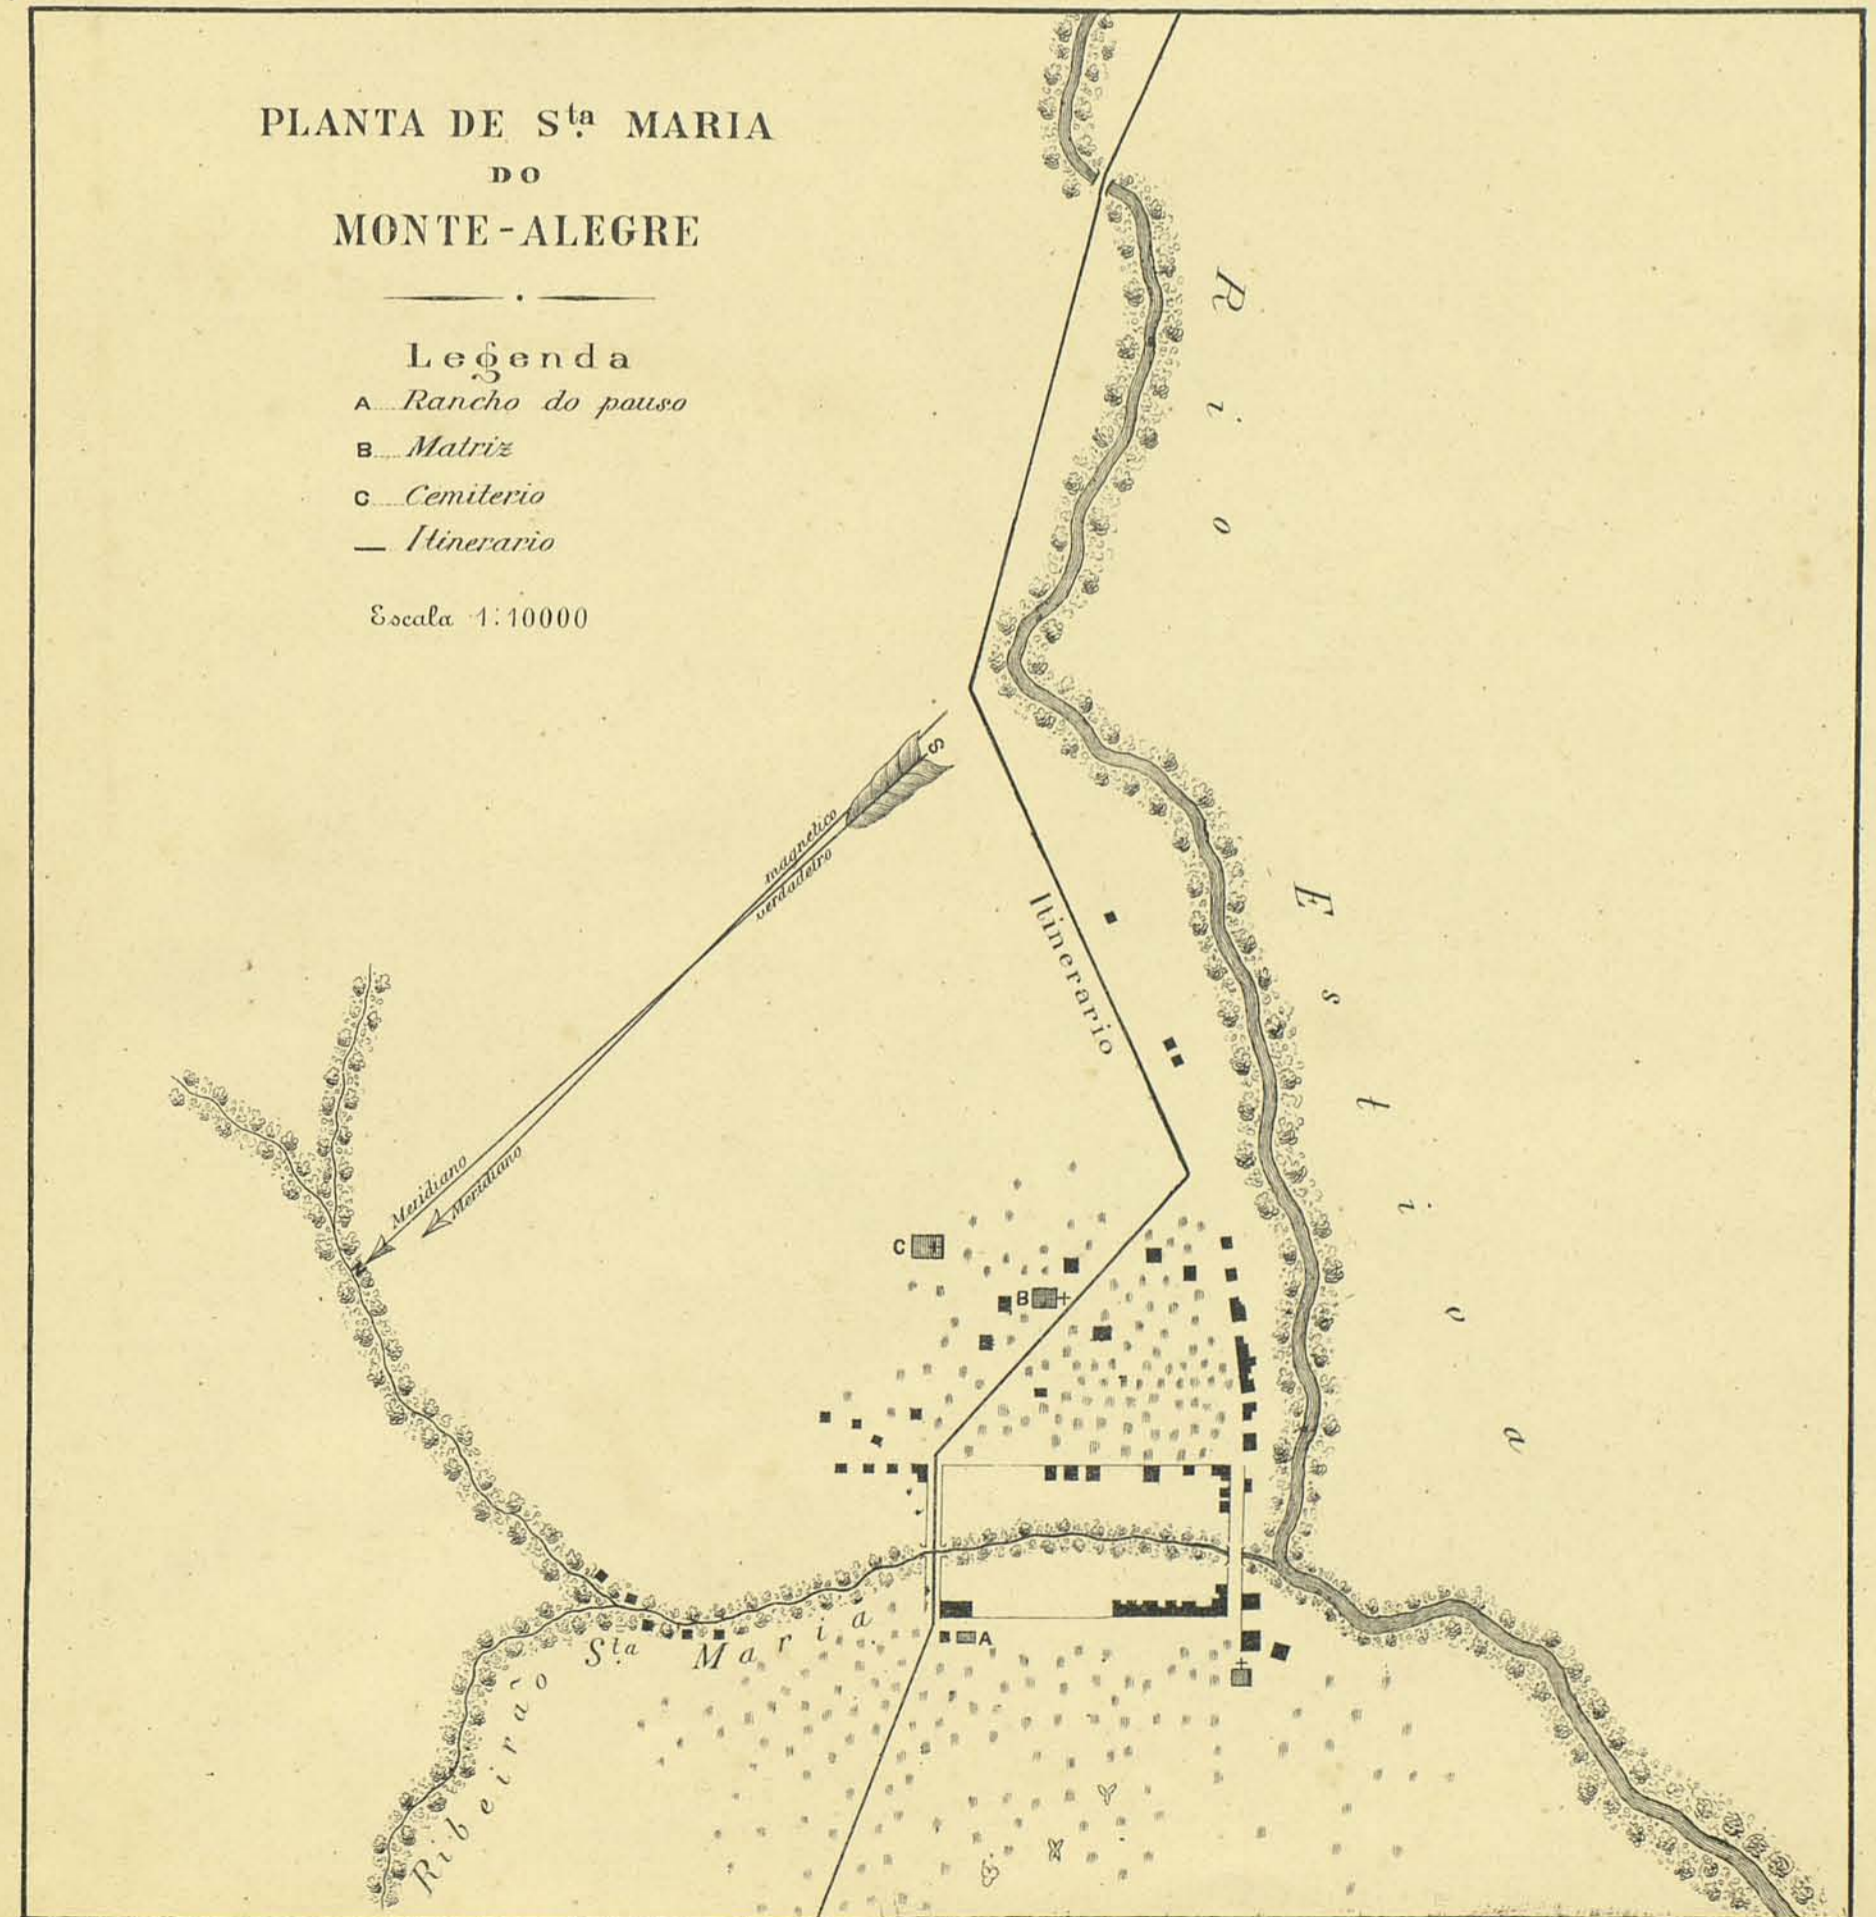 PLANTA DE Sta. MARIA
DO
MONTE-ALEGRE
Legenda
A Rancho do pouso
B Matriz
C Cemiterio
— Itinerario
Escala 1:10000
Rio Estiva
S
magnetico
verdadeiro
Meridiano
Meridiano
N
Itinerario
C
B
A
Ribeirão Sta. Maria